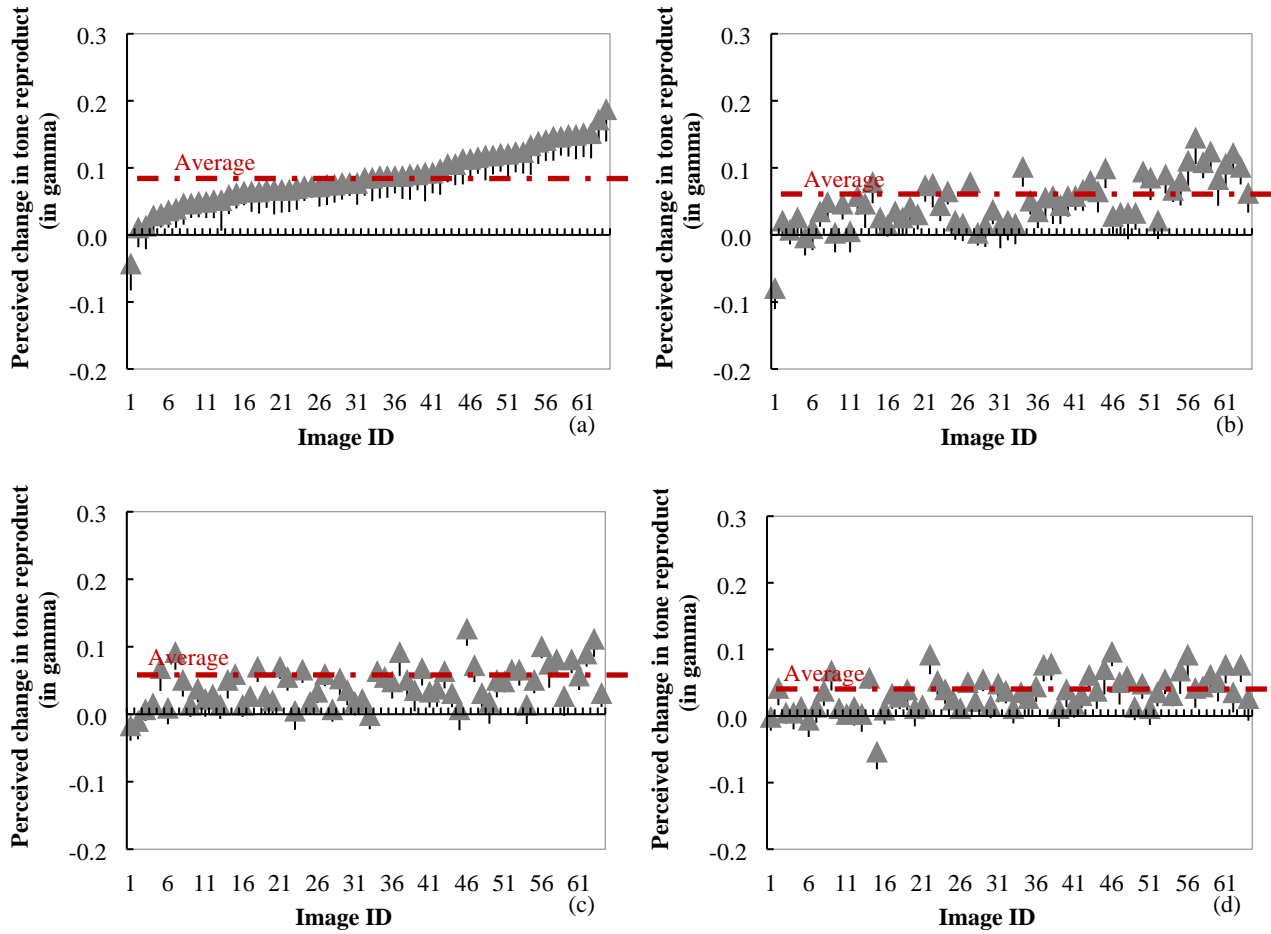 Perceived change in tone reproduct
(in gamma)
0.3
0.2
0.1
0.0
-0.1
-0.2
Average
1 6 11 16 21 26 31 36 41 46 51 56 61
Image ID
(a)
Perceived change in tone reproduct
(in gamma)
0.3
0.2
0.1
0.0
-0.1
-0.2
Average
1 6 11 16 21 26 31 36 41 46 51 56 61
Image ID
(b)
Perceived change in tone reproduct
(in gamma)
0.3
0.2
0.1
0.0
-0.1
-0.2
Average
1 6 11 16 21 26 31 36 41 46 51 56 61
Image ID
(c)
Perceived change in tone reproduct
(in gamma)
0.3
0.2
0.1
0.0
-0.1
-0.2
Average
1 6 11 16 21 26 31 36 41 46 51 56 61
Image ID
(d)